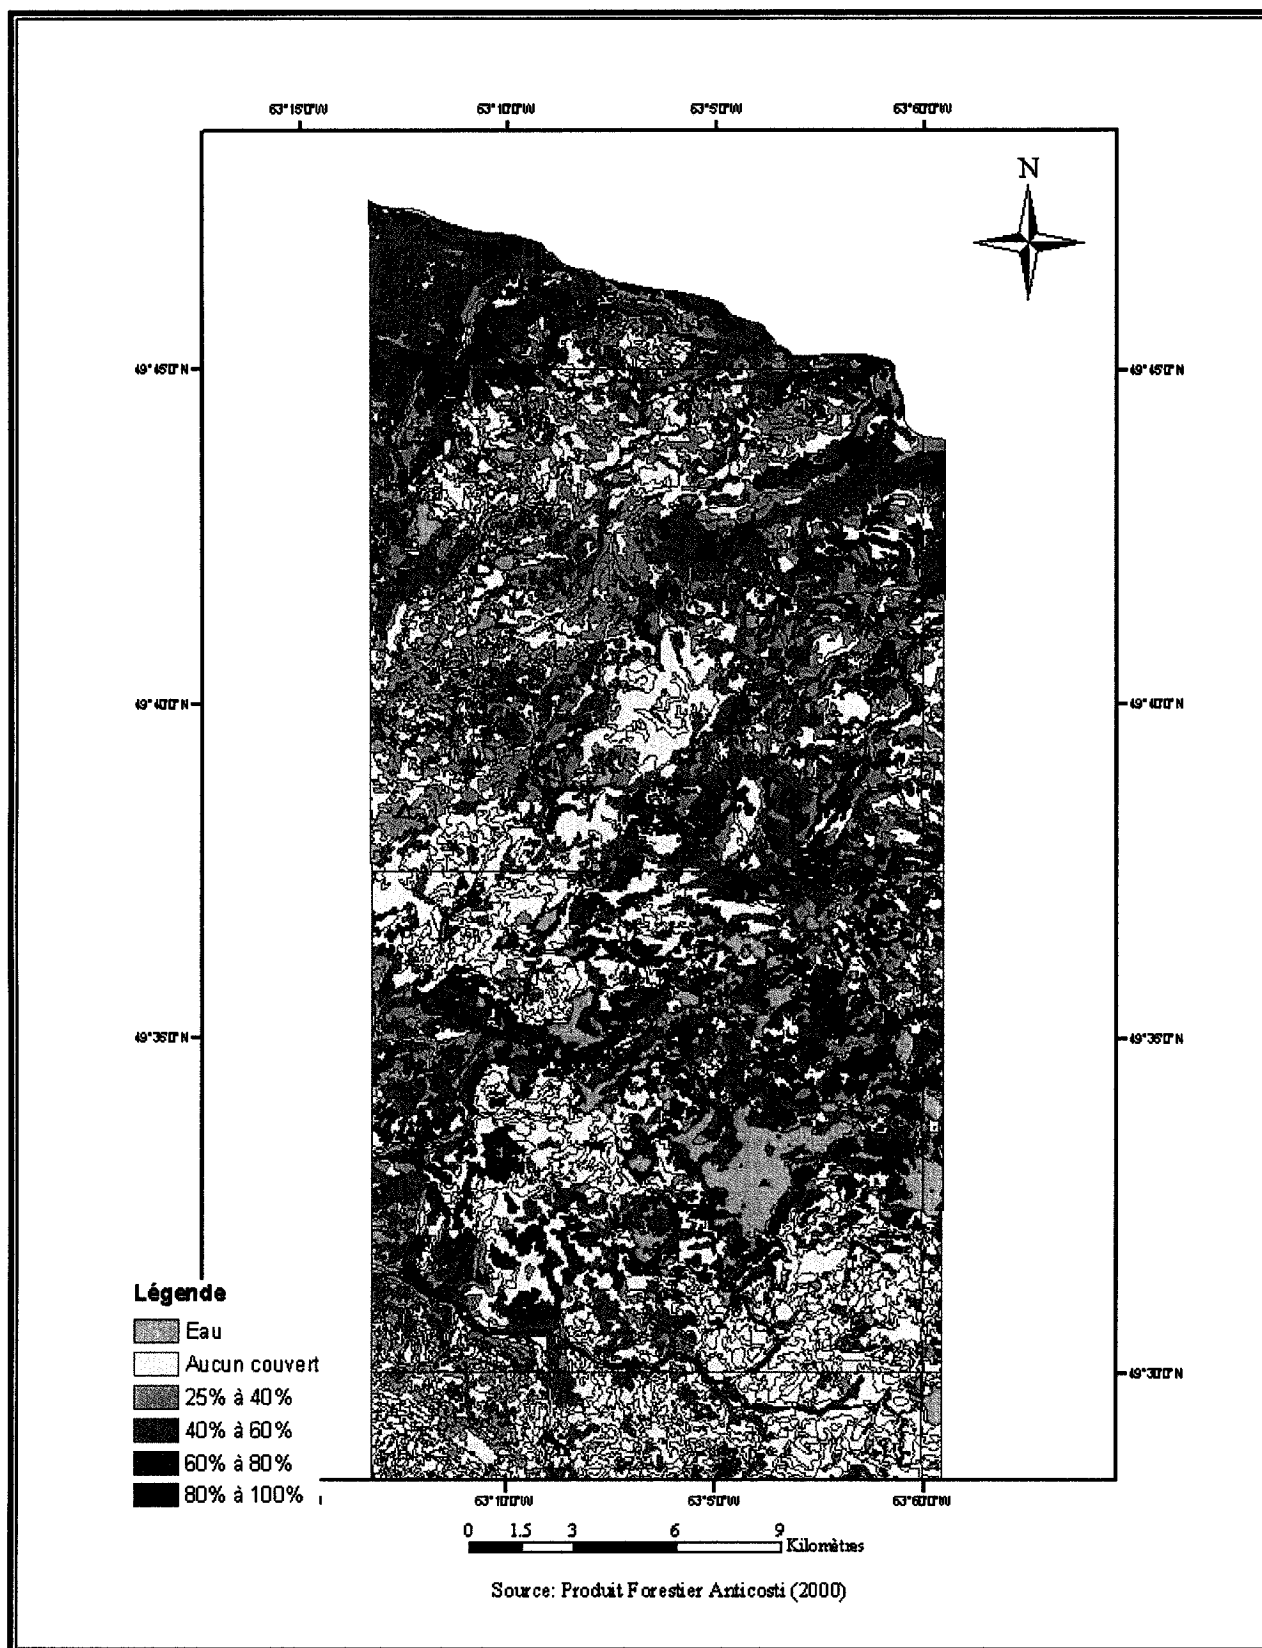 63°15'0"W 63°10'0"W 63°5'0"W 63°60'0"W
N
49°45'0"N 49°45'0"N
49°40'0"N 49°40'0"N
49°35'0"N 49°35'0"N
Légende
Eau
Aucun couvert
25% à 40%
49°30'0"N
40% à 60%
60% à 80%
80% à 100%
63°10'0"W 63°5'0"W 63°60'0"W
0 1.5 3 6 9
Kilomètres
Source: Produit Forestier Anticosti (2000)